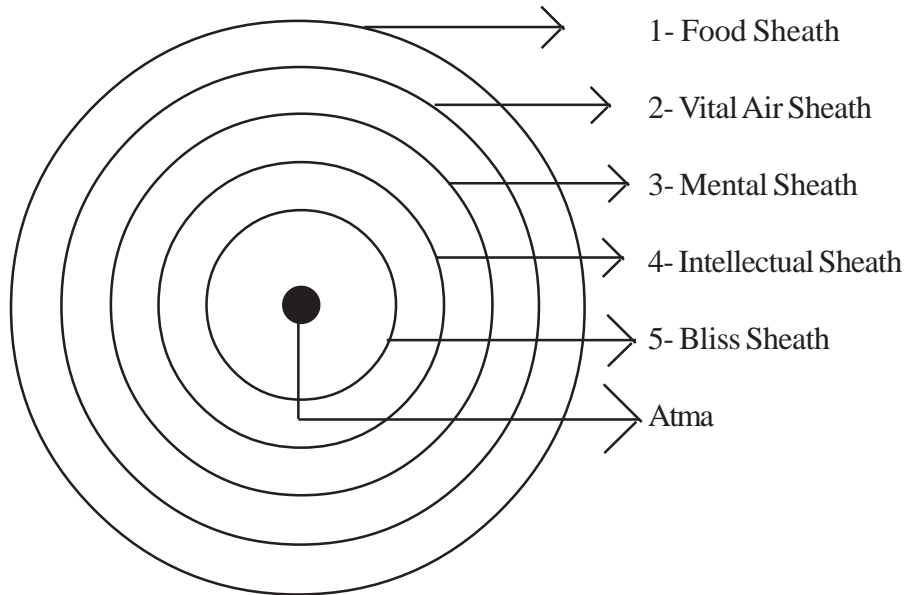 1- Food Sheath
2- Vital Air Sheath
3- Mental Sheath
4- Intellectual Sheath
5- Bliss Sheath
Atma